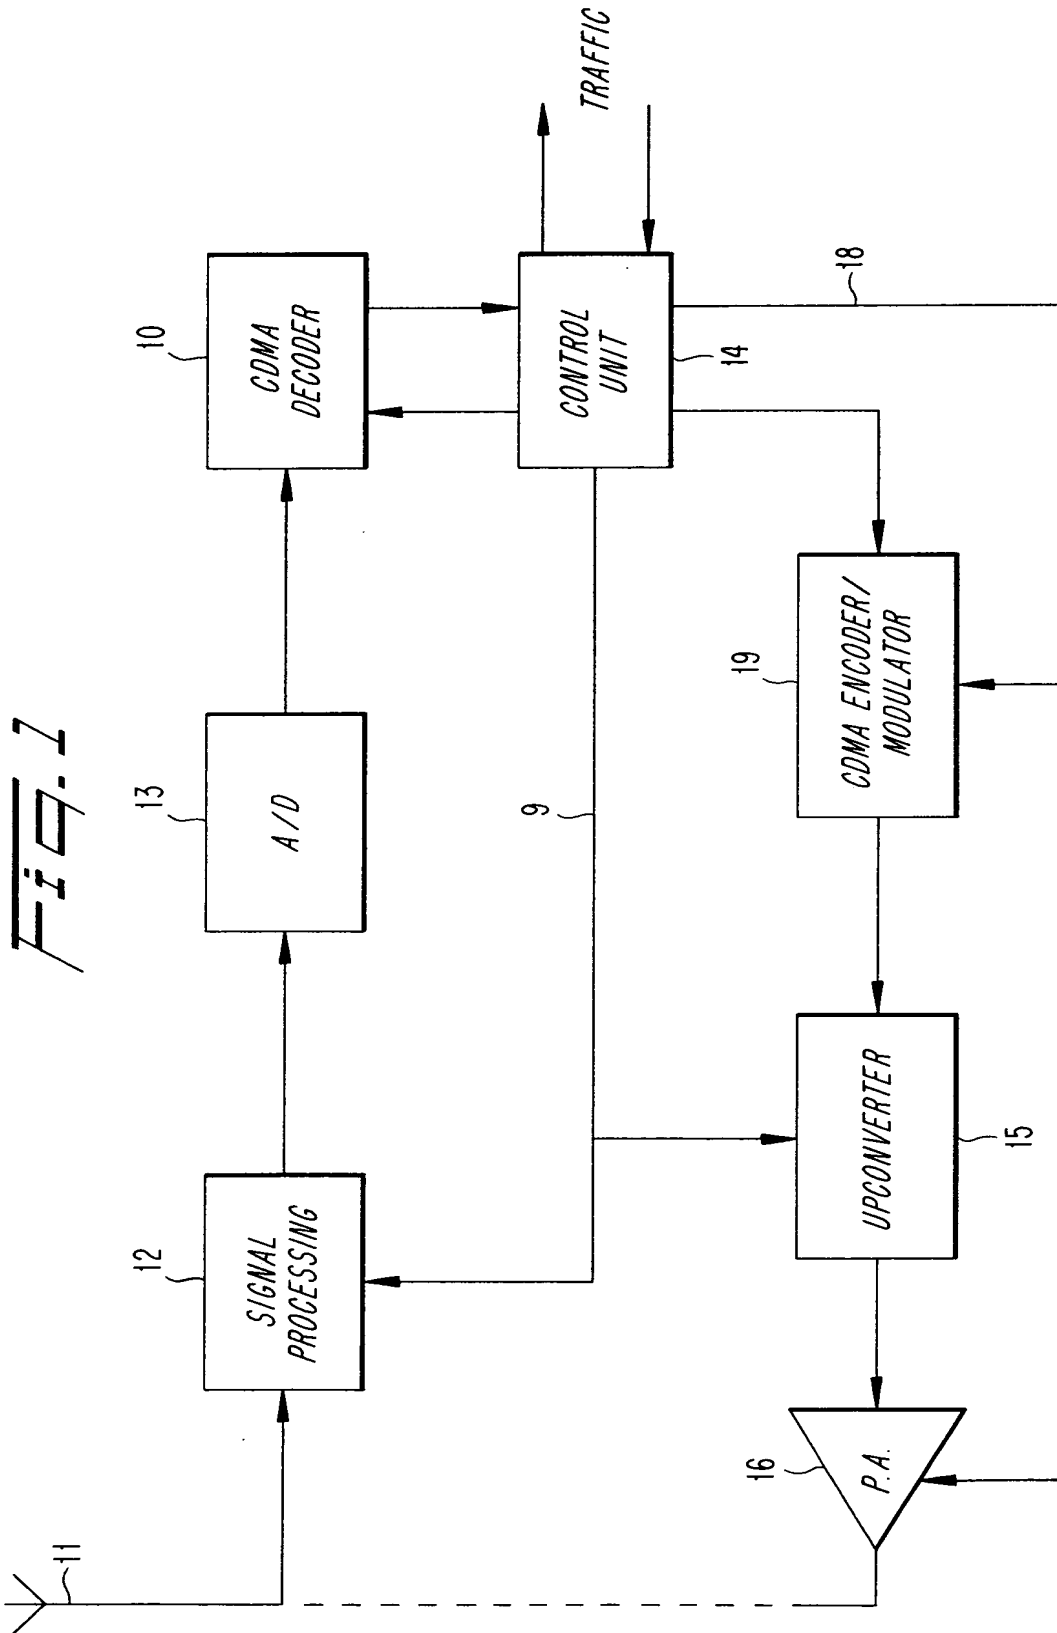 Fig. 1
11
12
SIGNAL
PROCESSING
13
A/D
10
CDMA
DECODER
9
CONTROL
UNIT
14
TRAFFIC
18
16
P.A.
UPCONVERTER
15
19
CDMA ENCODER/
MODULATOR